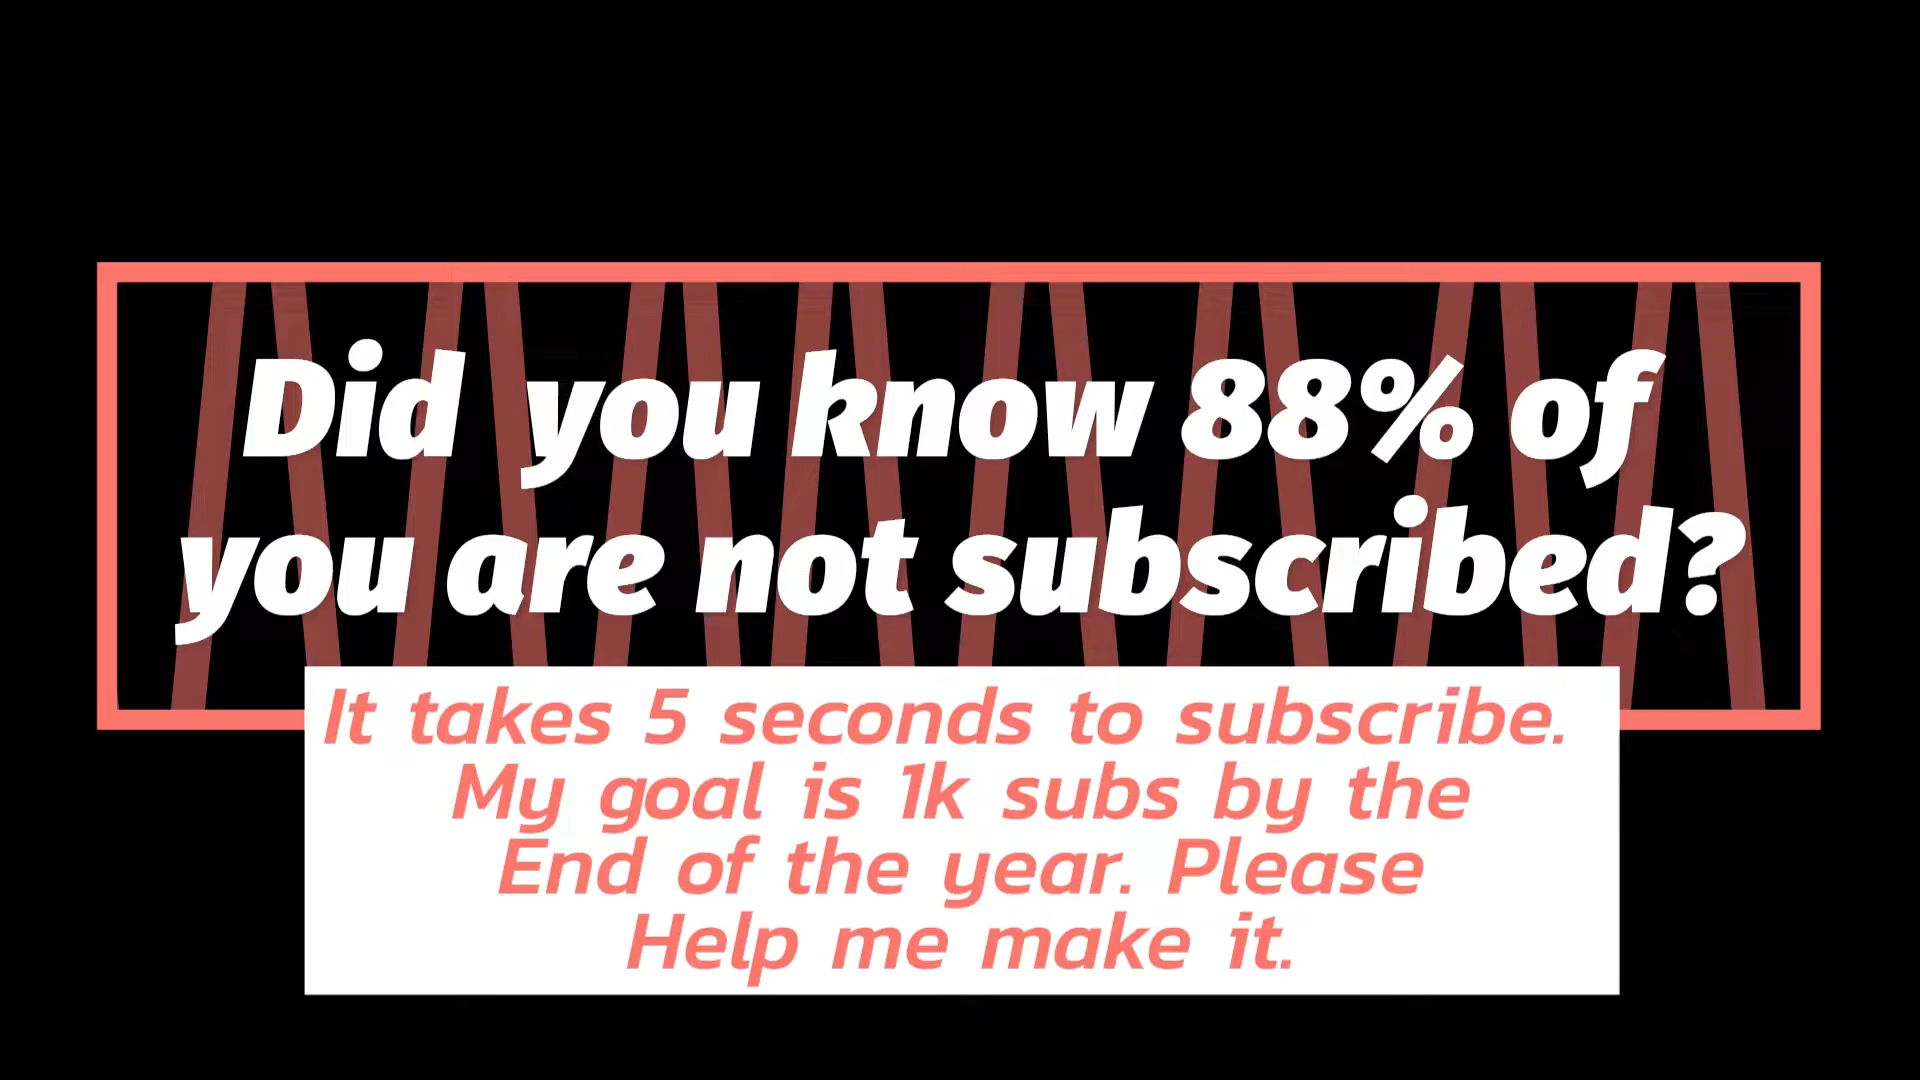 Did you know 88% of
you are not subscribed?
It takes 5 seconds to subscribe.
My goal is 1k subs by the
End of the year. Please
Help me make it.